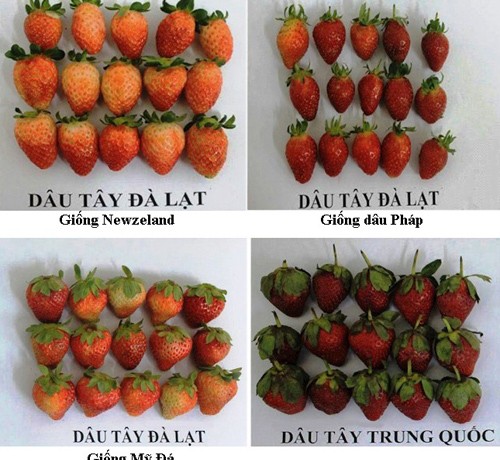 DÂU TÂY ĐÀ LẠT
Giống Newzeland
DÂU TÂY ĐÀ LẠT
Giống dâu Pháp
DÂU TÂY ĐÀ LẠT
Giống Mỹ Đá
DÂU TÂY TRUNG QUỐC